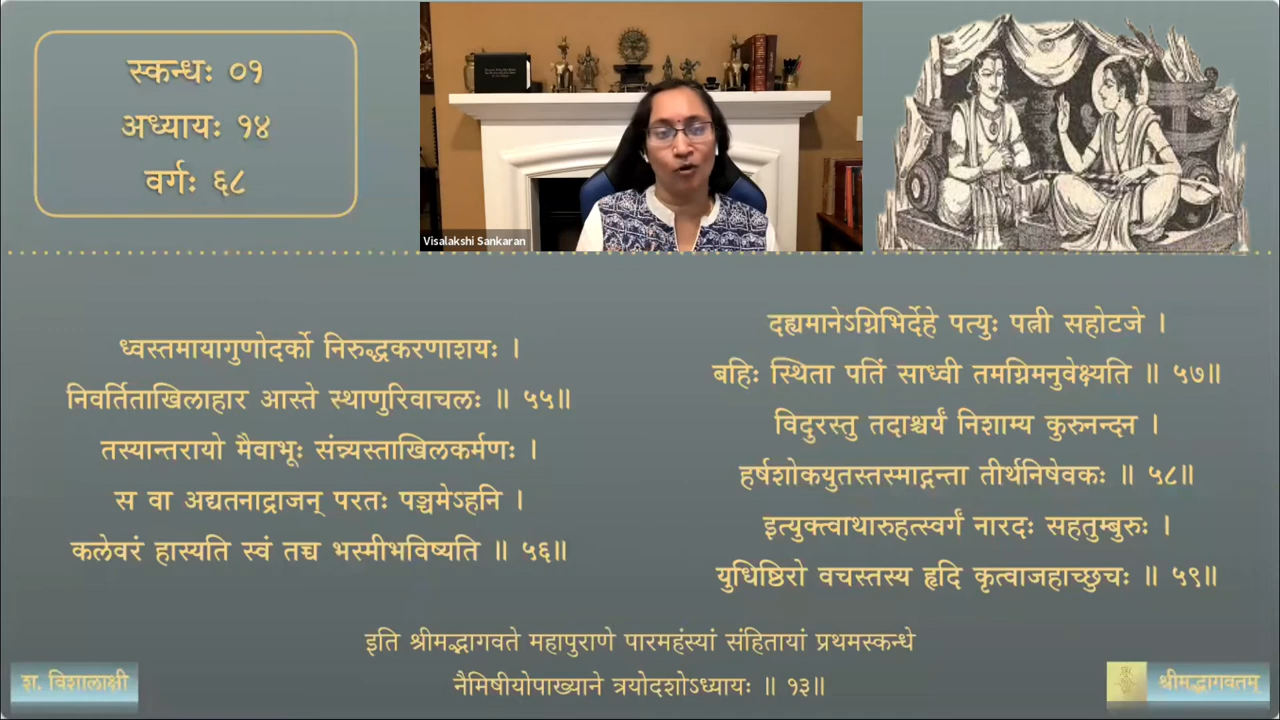 स्कन्धः ०१
अध्यायः १४
वर्गः ६८
Visalakshi Sankaran
ध्वस्तमायागुणोदर्को निरुद्धकरणाशयः ।
निवर्तिताखिलाहार आस्ते स्थाणुरिवाचलः ॥ ५५॥
तस्यान्तरायो मैवाभूः संन्यस्ताखिलकर्मणः ।
स वा अद्यतनाद्राजन् परतः पञ्चमेऽहनि ।
कलेवरं हास्यति स्वं तच्च भस्मीभविष्यति ॥ ५६॥
दह्यमानेऽग्निभिर्देहे पत्युः पत्नी सहोटजे ।
बहिः स्थिता पतिं साध्वी तमग्निमनुवेक्ष्यति ॥ ५७॥
विदुरस्तु तदाश्चर्यं निशाम्य कुरुनन्दन ।
हर्षशोकयुतस्तस्माद्गन्ता तीर्थनिषेवकः ॥ ५८॥
इत्युक्त्वाथारुहत्स्वर्गं नारदः सहतुम्बुरुः ।
युधिष्ठिरो वचस्तस्य हृदि कृत्वाजहाच्छुचः ॥ ५९॥
इति श्रीमद्भागवते महापुराणे पारमहंस्यां संहितायां प्रथमस्कन्धे
नैमिषीयोपाख्याने त्रयोदशोऽध्यायः ॥ १३॥
श. विशालाक्षी
श्रीमद्भागवतम्